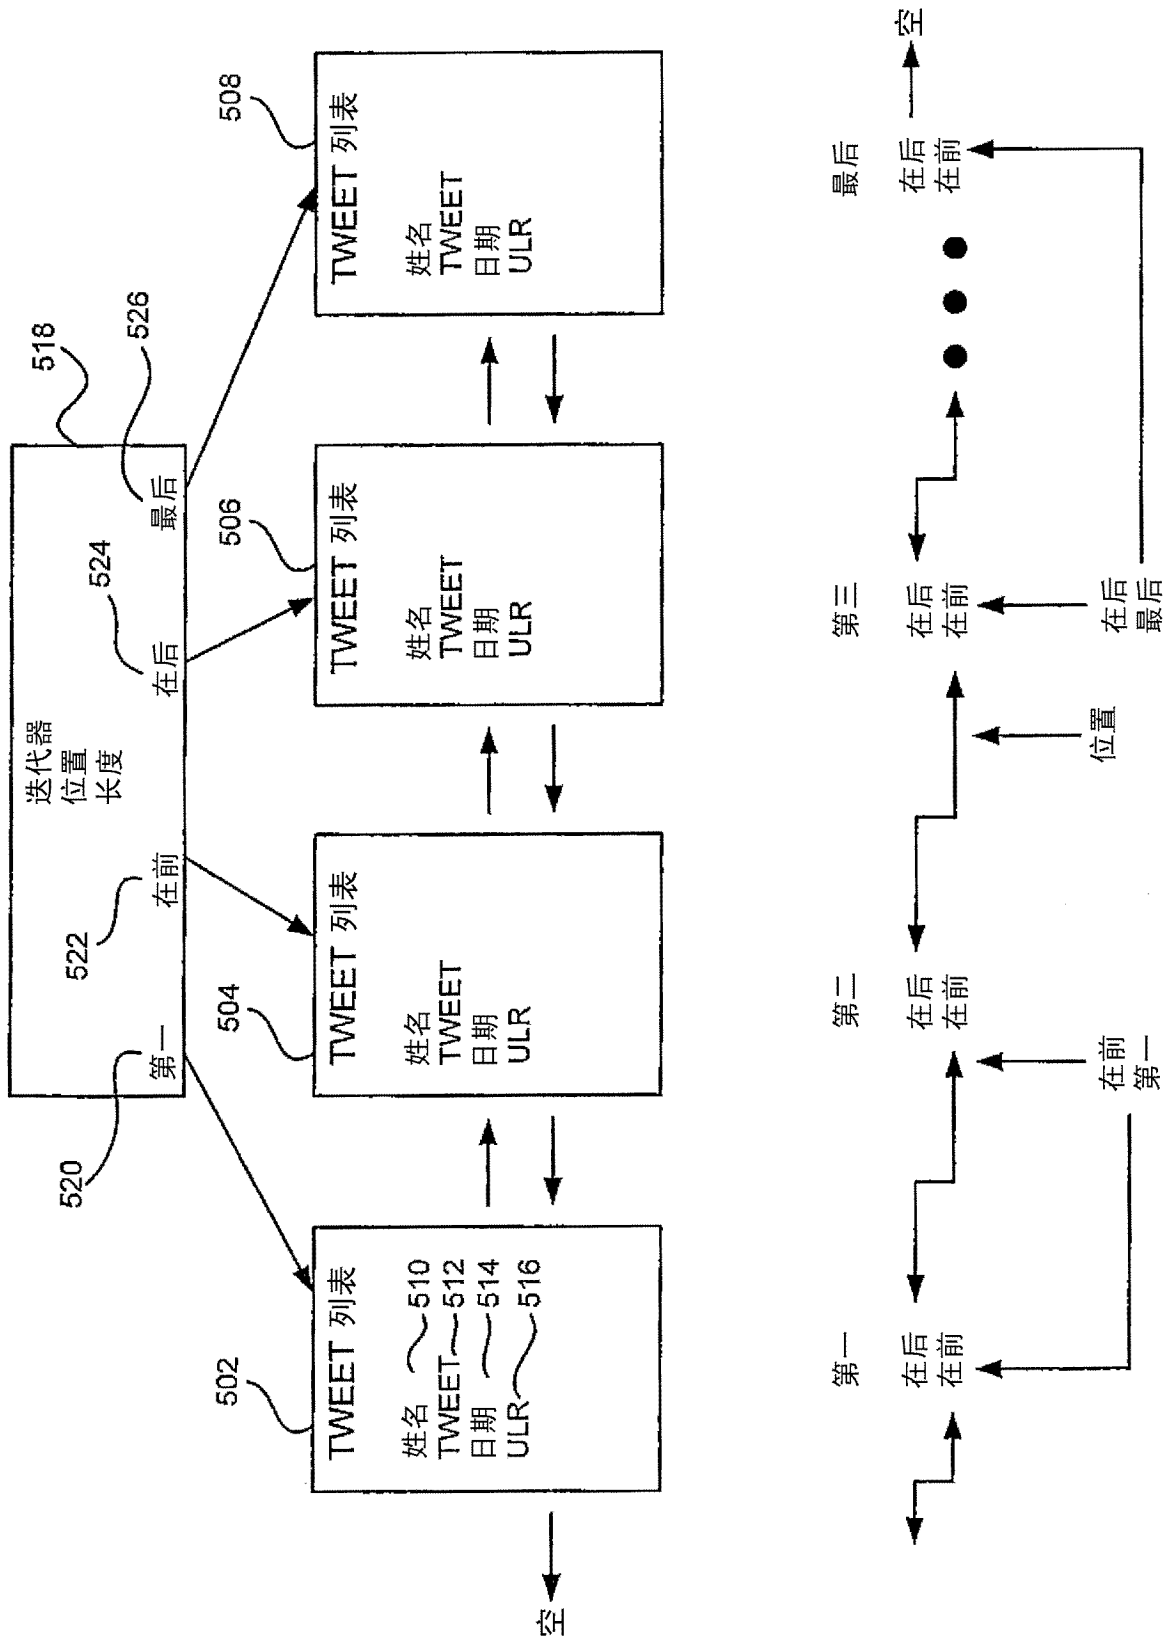 518
迭代器
位置
长度
520
522
524
526
第一
在前
在后
最后
502
504
506
508
TWEET 列表
姓名 510
TWEET 512
日期 514
ULR 516
TWEET 列表
姓名
TWEET
日期
ULR
TWEET 列表
姓名
TWEET
日期
ULR
TWEET 列表
姓名
TWEET
日期
ULR
空
第一
在后
在前
第二
在后
在前
第三
在后
在前
最后
在后
在前
空
在前
第一
位置
在后
最后